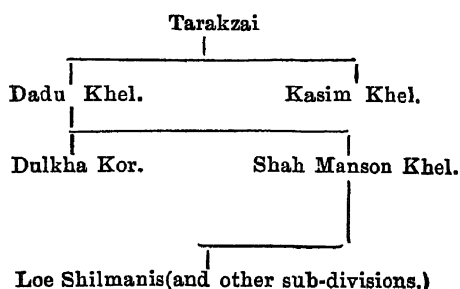 Tarakzai
Dadu Khel. Kasim Khel.
Dulkha Kor. Shah Manson Khel.
Loe Shilmanis(and other sub-divisions.)